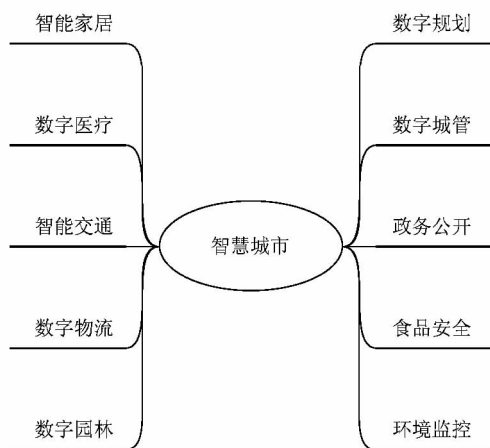 智能家居
数字医疗
智能交通
数字物流
数字园林
智慧城市
数字规划
数字城管
政务公开
食品安全
环境监控